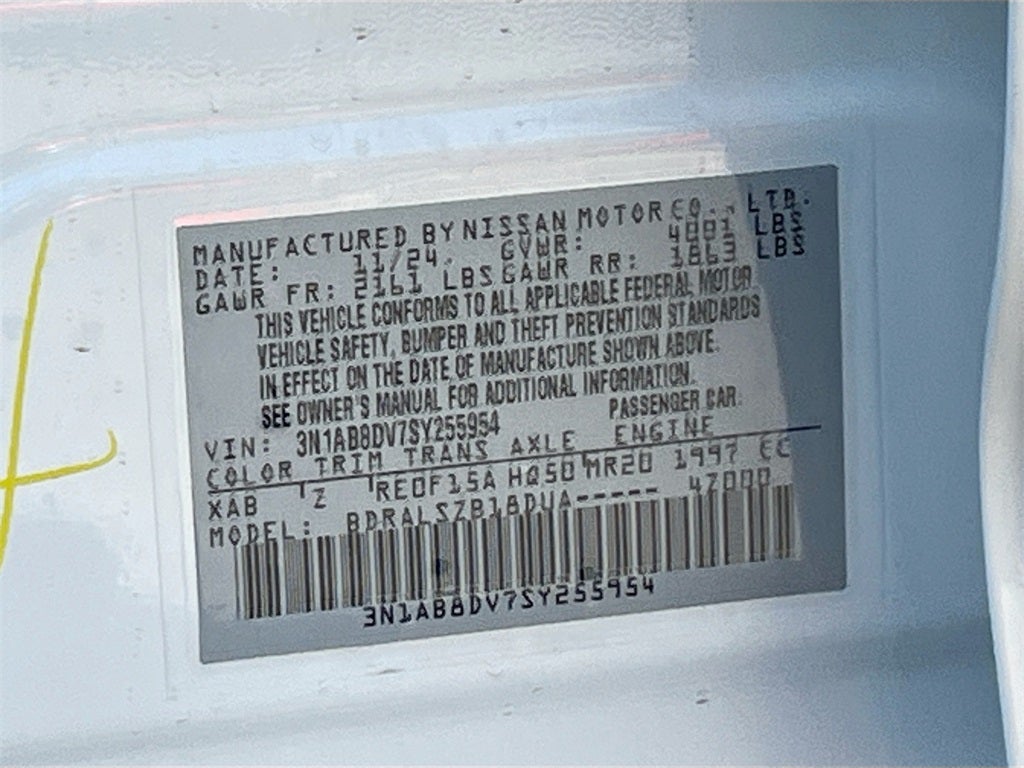 MANUFACTURED BY NISSAN MOTOR CO., LTD.
DATE: 11/24. GVWR: 4001 LBS
GAWR FR: 2161 LBS GAWR RR: 1863 LBS
THIS VEHICLE CONFORMS TO ALL APPLICABLE FEDERAL MOTOR
VEHICLE SAFETY, BUMPER AND THEFT PREVENTION STANDARDS
IN EFFECT ON THE DATE OF MANUFACTURE SHOWN ABOVE.
SEE OWNER'S MANUAL FOR ADDITIONAL INFORMATION.
VIN: 3N1AB8DV7SY255954 PASSENGER CAR
COLOR TRIM TRANS AXLE ENGINE
XAB Z RE0F15A HQ50 MR20 1997 CC
MODEL: BDRALSZB18DUA----- 47000
3N1AB8DV7SY255954